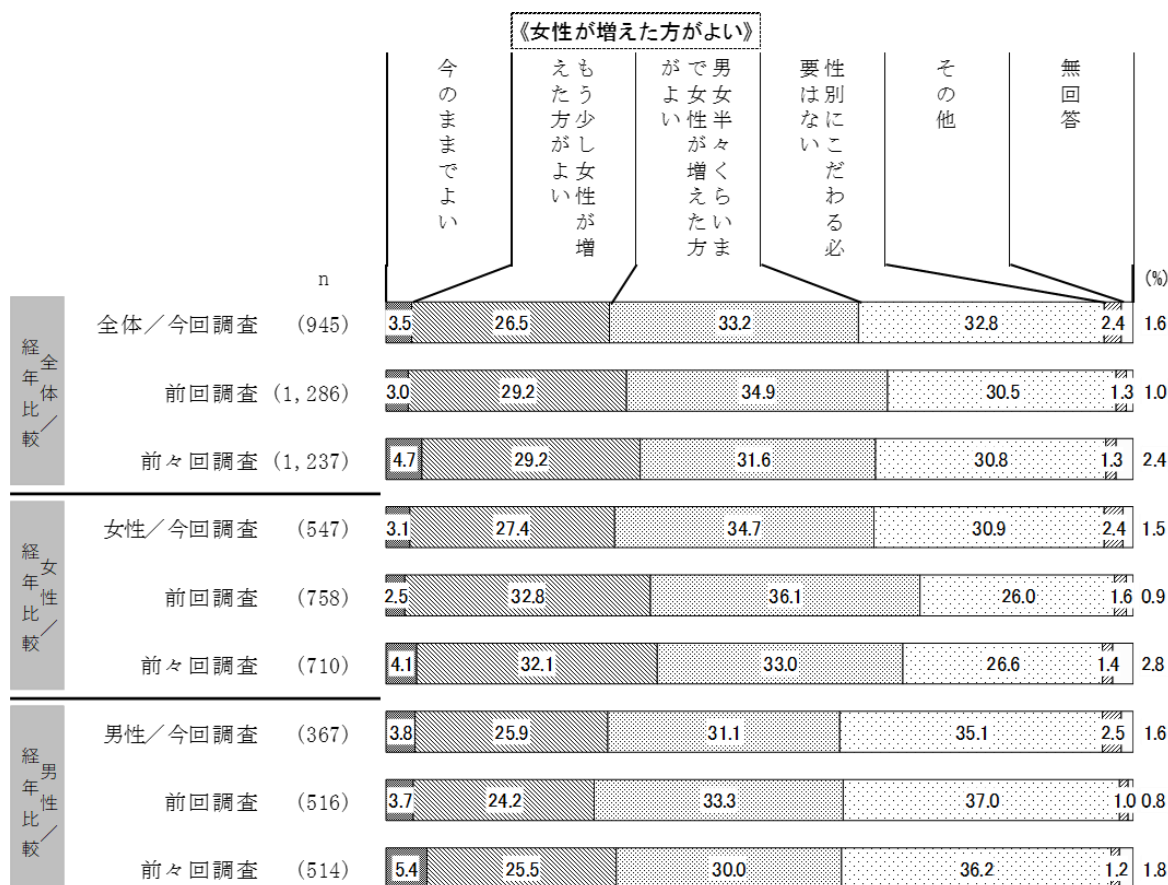 《女性が増えた方がよい》
今のままでよい
もう少し女性が増
えた方がよい
男女半々くらいま
で女性が増えた方
がよい
性別にこだわる必
要はない
その他
無回答
n
(%)
全体/
経年比較
全体/今回調査 (945) 3.5 26.5 33.2 32.8 2.4 1.6
前回調査 (1,286) 3.0 29.2 34.9 30.5 1.3 1.0
前々回調査 (1,237) 4.7 29.2 31.6 30.8 1.3 2.4
女性/
経年比較
女性/今回調査 (547) 3.1 27.4 34.7 30.9 2.4 1.5
前回調査 (758) 2.5 32.8 36.1 26.0 1.6 0.9
前々回調査 (710) 4.1 32.1 33.0 26.6 1.4 2.8
男性/
経年比較
男性/今回調査 (367) 3.8 25.9 31.1 35.1 2.5 1.6
前回調査 (516) 3.7 24.2 33.3 37.0 1.0 0.8
前々回調査 (514) 5.4 25.5 30.0 36.2 1.2 1.8